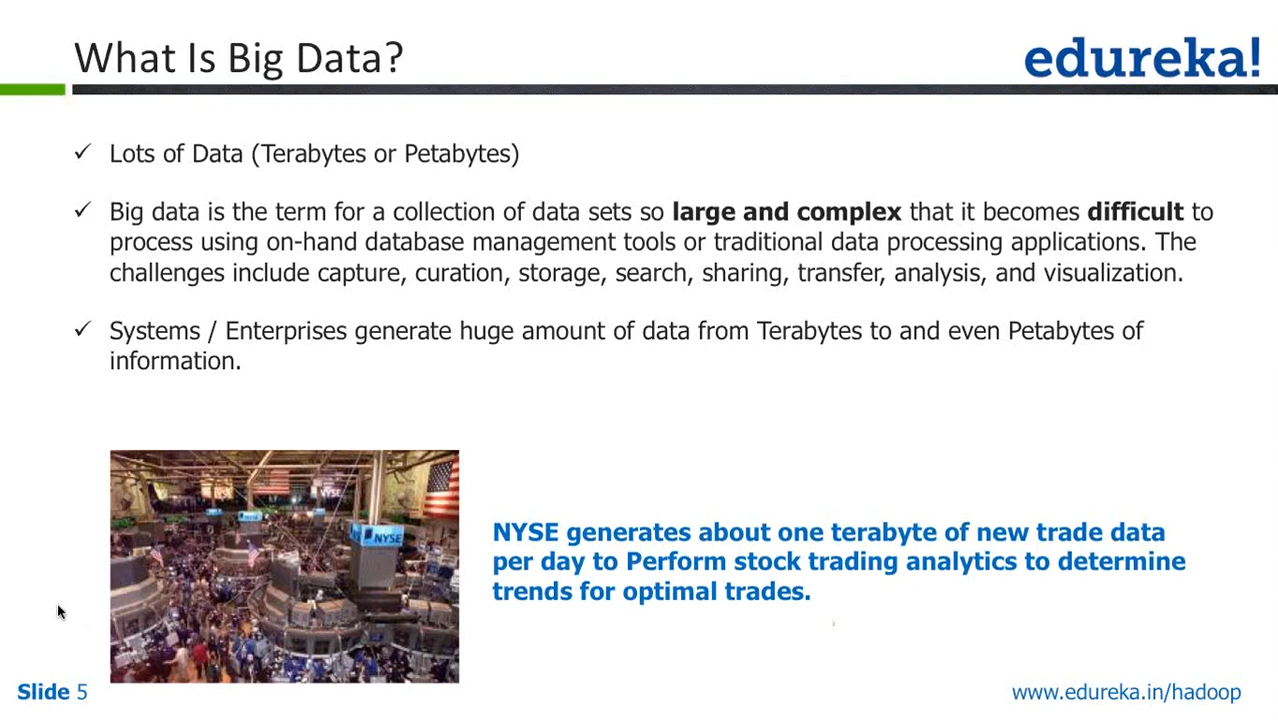 What Is Big Data?
edureka!
✓ Lots of Data (Terabytes or Petabytes)
✓ Big data is the term for a collection of data sets so large and complex that it becomes difficult to
process using on-hand database management tools or traditional data processing applications. The
challenges include capture, curation, storage, search, sharing, transfer, analysis, and visualization.
✓ Systems / Enterprises generate huge amount of data from Terabytes to and even Petabytes of
information.
NYSE
NYSE
NYSE generates about one terabyte of new trade data
per day to Perform stock trading analytics to determine
trends for optimal trades.
Slide 5
www.edureka.in/hadoop